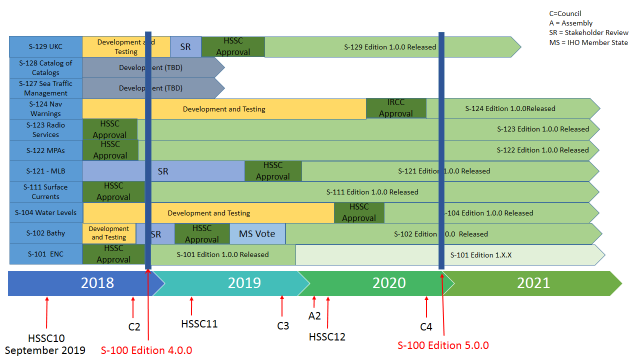 C=Council
A = Assembly
SR = Stakeholder Review
MS = IHO Member State
S-129 UKC
Development and
Testing
SR
HSSC
Approval
S-129 Edition 1.0.0 Released
S-128 Catalog of
Catalogs
Development (TBD)
S-127 Sea Traffic
Management
Development (TBD)
S-124 Nav
Warnings
Development and Testing
IRCC
Approval
S-124 Edition 1.0.0Released
S-123 Radio
Services
HSSC
Approval
S-123 Edition 1.0.0 Released
S-122 MPAs
HSSC
Approval
S-122 Edition 1.0.0 Released
S-121 - MLB
SR
HSSC
Approval
S-121 Edition 1.0.0 Released
S-111 Surface
Currents
HSSC
Approval
S-111 Edition 1.0.0 Released
S-104 Water Levels
Development and Testing
HSSC
Approval
-104 Edition 1.0.0 Released
S-102 Bathy
Development
and Testing
SR
HSSC
Approval
MS Vote
S-102 Edition .0.0 Released
S-101 ENC
HSSC
Approval
S-101 Edition 1.0.0 Released
S-101 Edition 1.X.X
2018
2019
2020
2021
HSSC10
September 2019
C2
S-100 Edition 4.0.0
HSSC11
C3
A2
HSSC12
C4
S-100 Edition 5.0.0